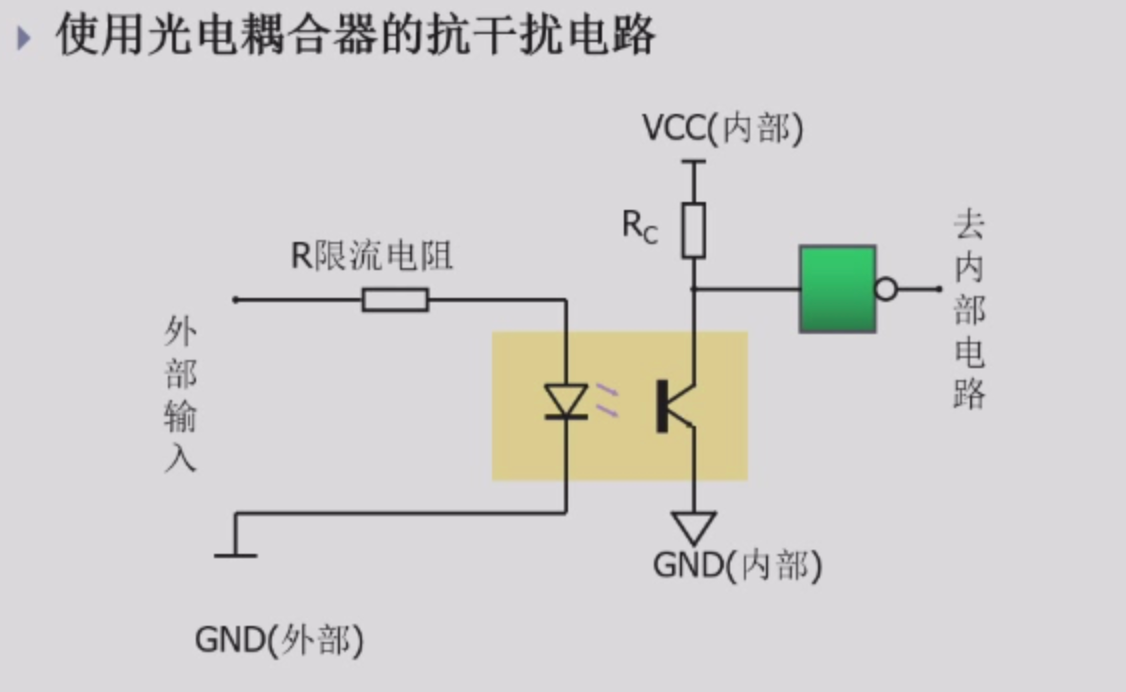 使用光电耦合器的抗干扰电路
VCC(内部)
RC
R限流电阻
去内部电路
外部输入
GND(内部)
GND(外部)